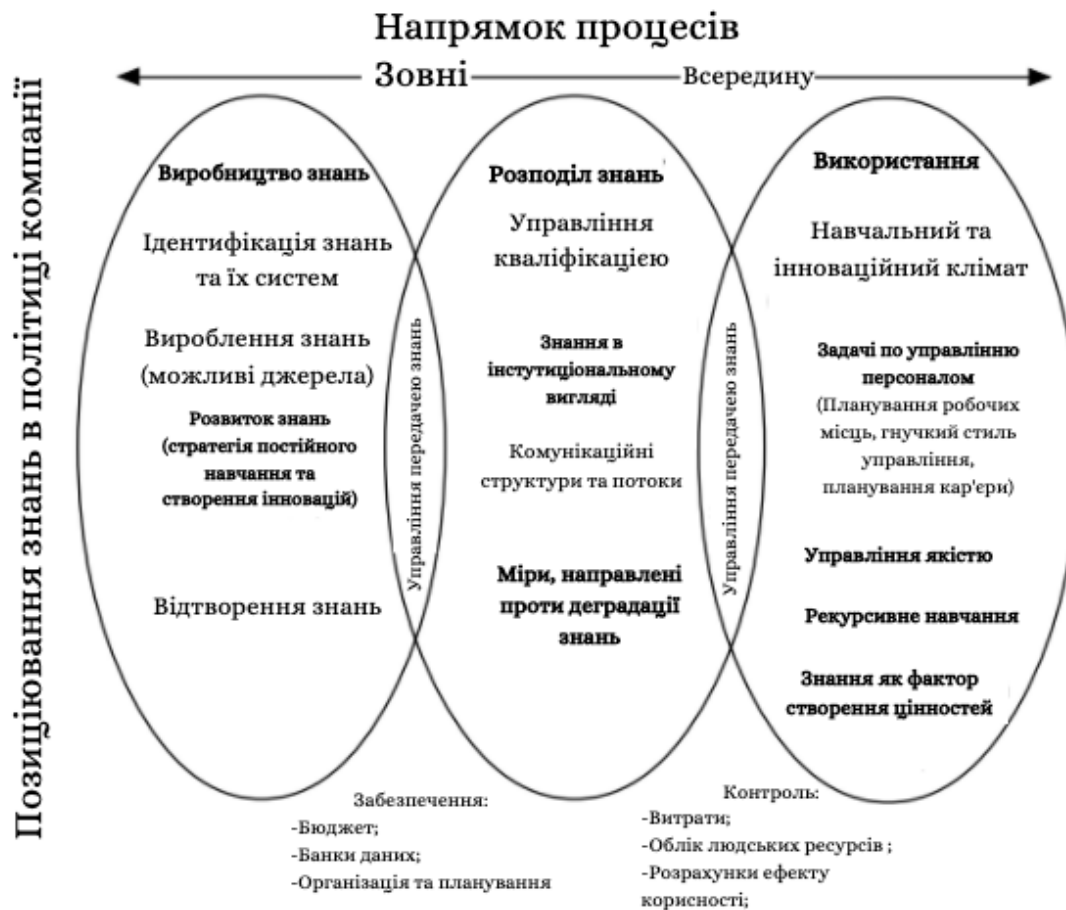 Напрямок процесів
Зовні
Всередину
Позиціювання знань в політиці компанії
Виробництво знань
Ідентифікація знань
та їх систем
Вироблення знань
(можливі джерела)
Розвиток знань
(стратегія постійного
навчання та
створення інновацій)
Відтворення знань
Управління передачею знань
Розподіл знань
Управління
кваліфікацією
Знання в
інстутиціональному
вигляді
Комунікаційні
структури та потоки
Міри, направлені
проти деградації
знань
Управління передачею знань
Використання
Навчальний та
інноваційний клімат
Задачі по управлінню
персоналом
(Планування робочих
місць, гнучкий стиль
управління,
планування кар'єри)
Управління якістю
Рекурсивне навчання
Знання як фактор
створення цінностей
Забезпечення:
-Бюджет;
-Банки даних;
-Організація та планування
Контроль:
-Витрати;
-Облік людських ресурсів ;
-Розрахунки ефекту
корисності;